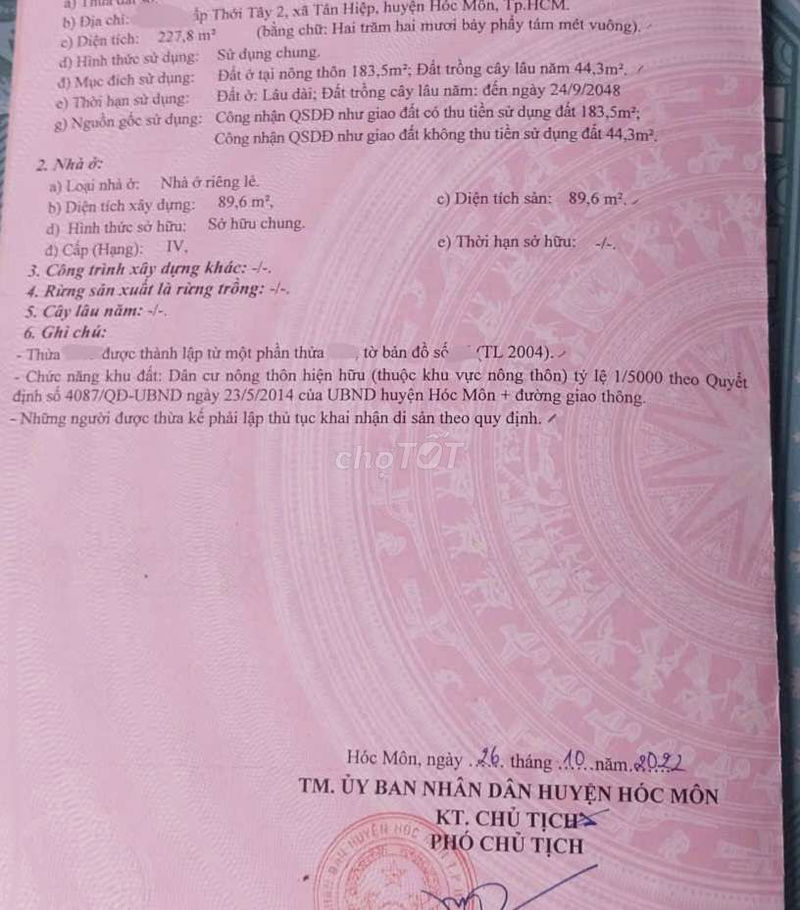 a) Thửa đất số:
b) Địa chỉ: ấp Thới Tây 2, xã Tân Hiệp, huyện Hóc Môn, Tp.HCM.
c) Diện tích: 227,8 m² (bằng chữ: Hai trăm hai mươi bảy phẩy tám mét vuông).
d) Hình thức sử dụng: Sử dụng chung.
đ) Mục đích sử dụng: Đất ở tại nông thôn 183,5m²; Đất trồng cây lâu năm 44,3m².
e) Thời hạn sử dụng: Đất ở: Lâu dài; Đất trồng cây lâu năm: đến ngày 24/9/2048
g) Nguồn gốc sử dụng: Công nhận QSDĐ như giao đất có thu tiền sử dụng đất 183,5m²;
Công nhận QSDĐ như giao đất không thu tiền sử dụng đất 44,3m².
2. Nhà ở:
a) Loại nhà ở: Nhà ở riêng lẻ.
b) Diện tích xây dựng: 89,6 m², c) Diện tích sàn: 89,6 m².
d) Hình thức sở hữu: Sở hữu chung.
đ) Cấp (Hạng): IV, e) Thời hạn sở hữu: -/-.
3. Công trình xây dựng khác: -/-.
4. Rừng sản xuất là rừng trồng: -/-.
5. Cây lâu năm: -/-.
6. Ghi chú:
- Thửa được thành lập từ một phần thửa , tờ bản đồ số (TL 2004).
- Chức năng khu đất: Dân cư nông thôn hiện hữu (thuộc khu vực nông thôn) tỷ lệ 1/5000 theo Quyết
định số 4087/QĐ-UBND ngày 23/5/2014 của UBND huyện Hóc Môn + đường giao thông.
- Những người được thừa kế phải lập thủ tục khai nhận di sản theo quy định.
chợTỐT
Hóc Môn, ngày 26 tháng 10 năm 2022
TM. ỦY BAN NHÂN DÂN HUYỆN HÓC MÔN
KT. CHỦ TỊCH
PHÓ CHỦ TỊCH
BAN HUYỆN HÓC